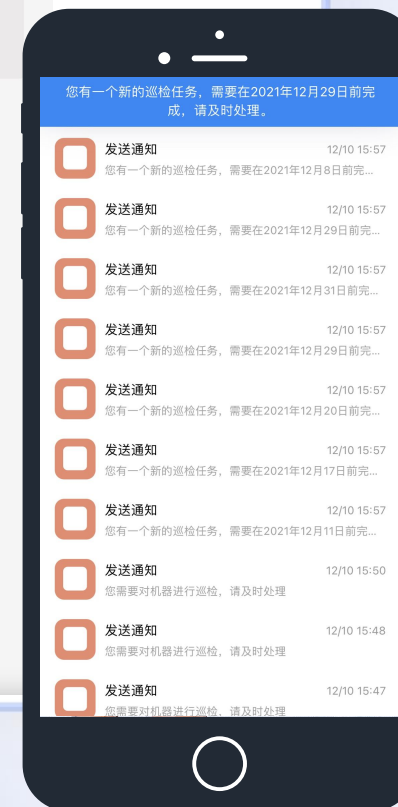 您有一个新的巡检任务，需要在2021年12月29日前完
成，请及时处理。
发送通知 12/10 15:57
您有一个新的巡检任务，需要在2021年12月8日前完...
发送通知 12/10 15:57
您有一个新的巡检任务，需要在2021年12月29日前完...
发送通知 12/10 15:57
您有一个新的巡检任务，需要在2021年12月31日前完...
发送通知 12/10 15:57
您有一个新的巡检任务，需要在2021年12月29日前完...
发送通知 12/10 15:57
您有一个新的巡检任务，需要在2021年12月20日前完...
发送通知 12/10 15:57
您有一个新的巡检任务，需要在2021年12月17日前完...
发送通知 12/10 15:57
您有一个新的巡检任务，需要在2021年12月11日前完...
发送通知 12/10 15:50
您需要对机器进行巡检，请及时处理
发送通知 12/10 15:48
您需要对机器进行巡检，请及时处理
发送通知 12/10 15:47
您需要对机器进行巡检，请及时处理